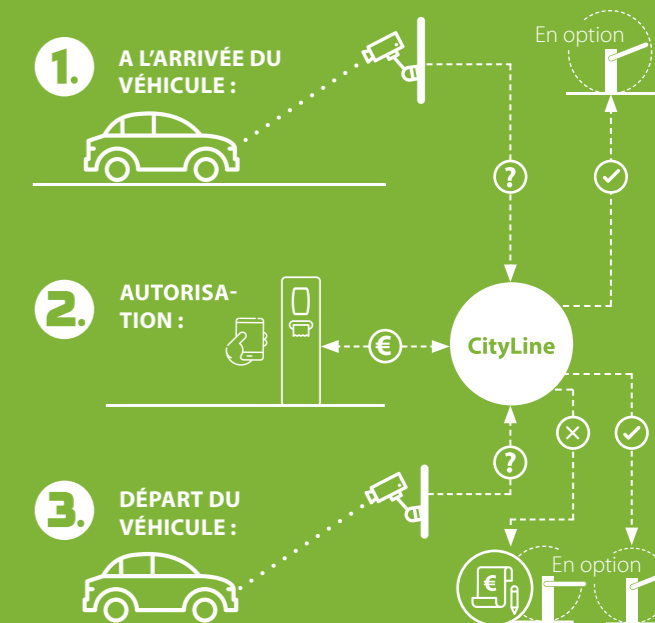 En option
1.
A L'ARRIVÉE DU
VÉHICULE :
?
2.
AUTORISA-
TION :
€
CityLine
?
3.
DÉPART DU
VÉHICULE :
En option
€